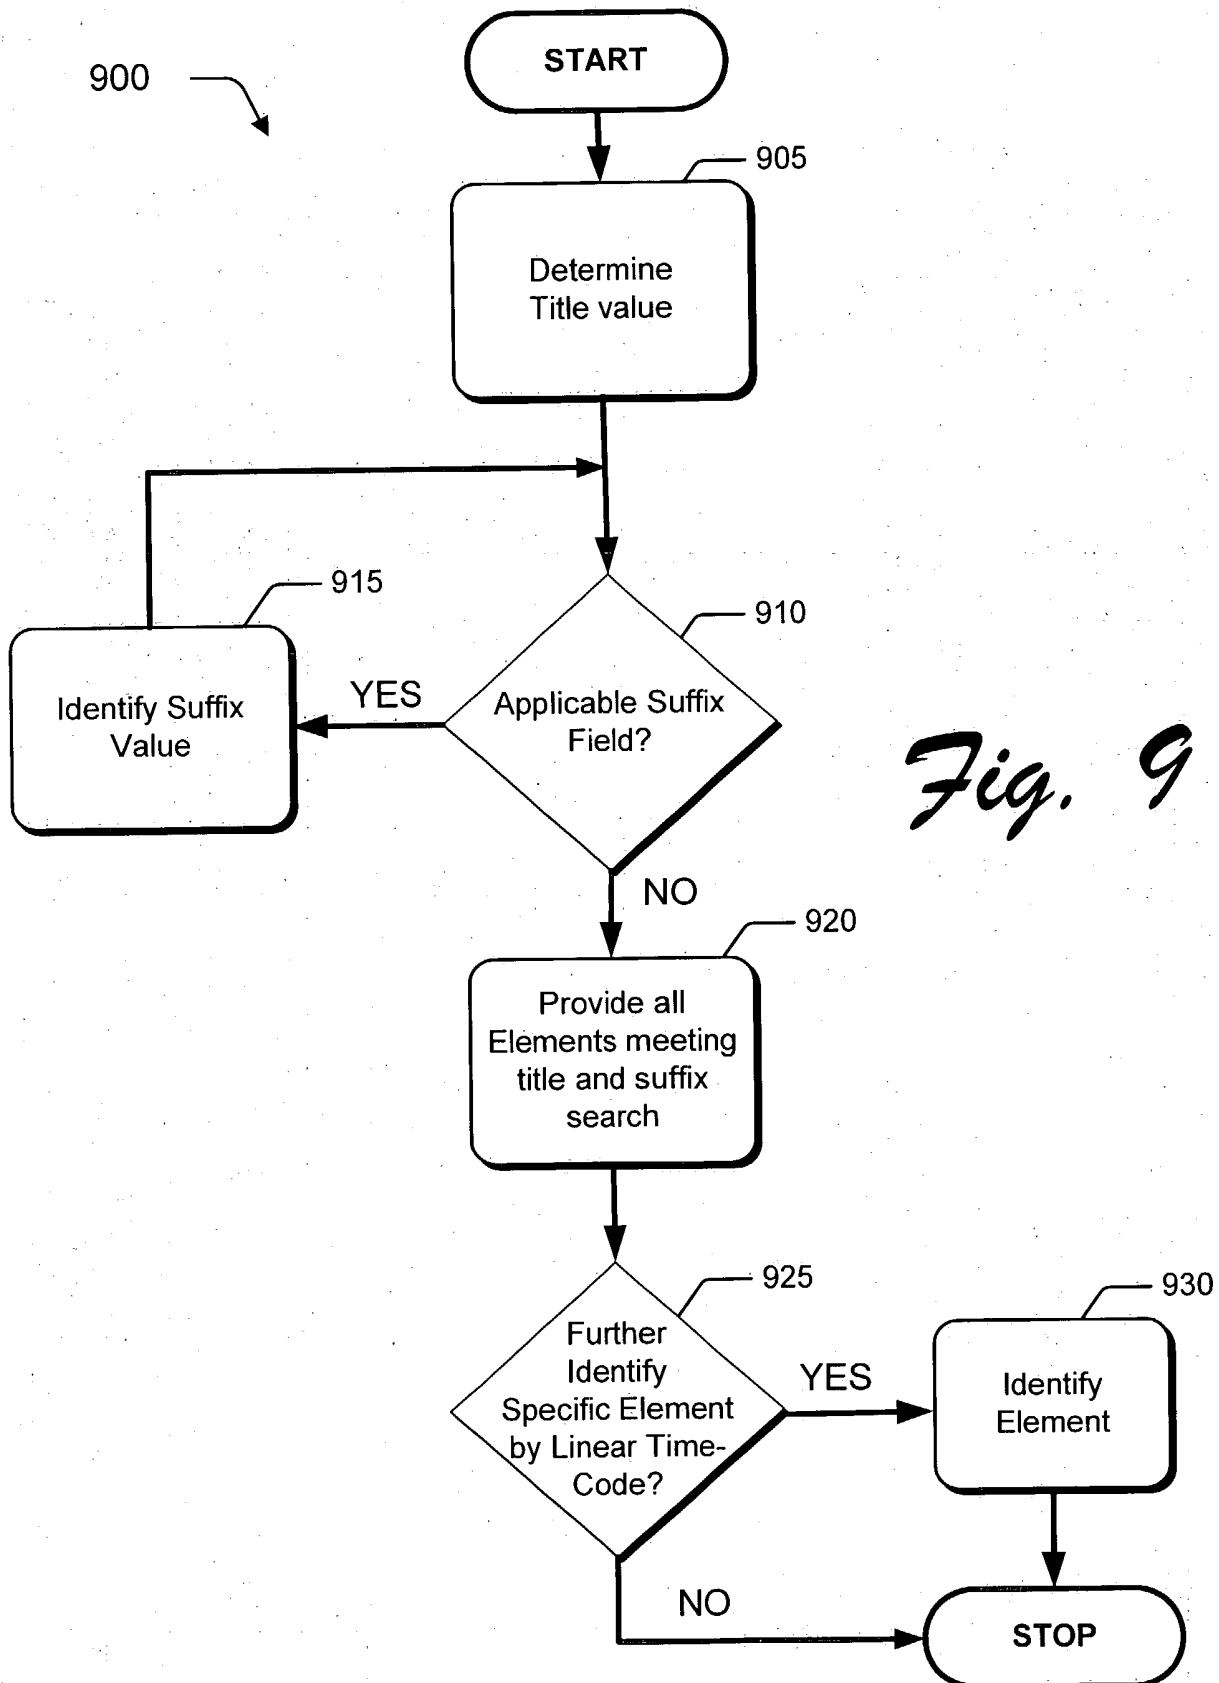 START
900
905
Determine
Title value
915
910
Identify Suffix
Value
YES
Applicable Suffix
Field?
Fig. 9
NO
920
Provide all
Elements meeting
title and suffix
search
925
930
Further
Identify
Specific Element
by Linear Time-
Code?
YES
Identify
Element
NO
STOP